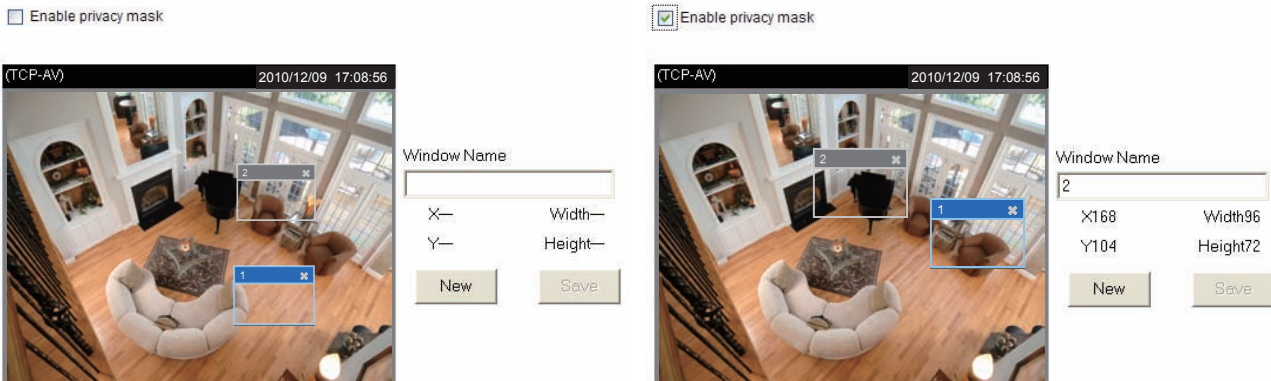 Enable privacy mask
(TCP-AV) 2010/12/09 17:08:56
2
1
Window Name
X— Width—
Y— Height—
New Save
Enable privacy mask
(TCP-AV) 2010/12/09 17:08:56
2
1
Window Name
2
X168 Width96
Y104 Height72
New Save